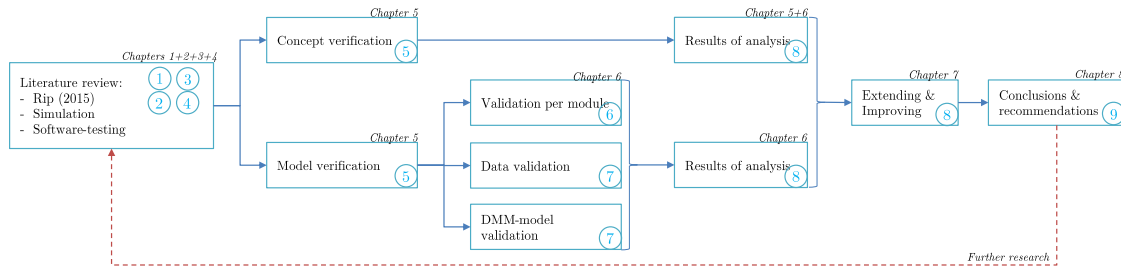 Chapters 1+2+3+4
Literature review:
- Rip (2015)
- Simulation
- Software-testing
1
3
2
4
Chapter 5
Concept verification
5
Chapter 5
Model verification
5
Chapter 6
Validation per module
6
Data validation
7
DMM-model
validation
7
Chapter 5+6
Results of analysis
8
Chapter 6
Results of analysis
8
Chapter 7
Extending &
Improving
8
Chapter 8
Conclusions &
recommendations
9
Further research